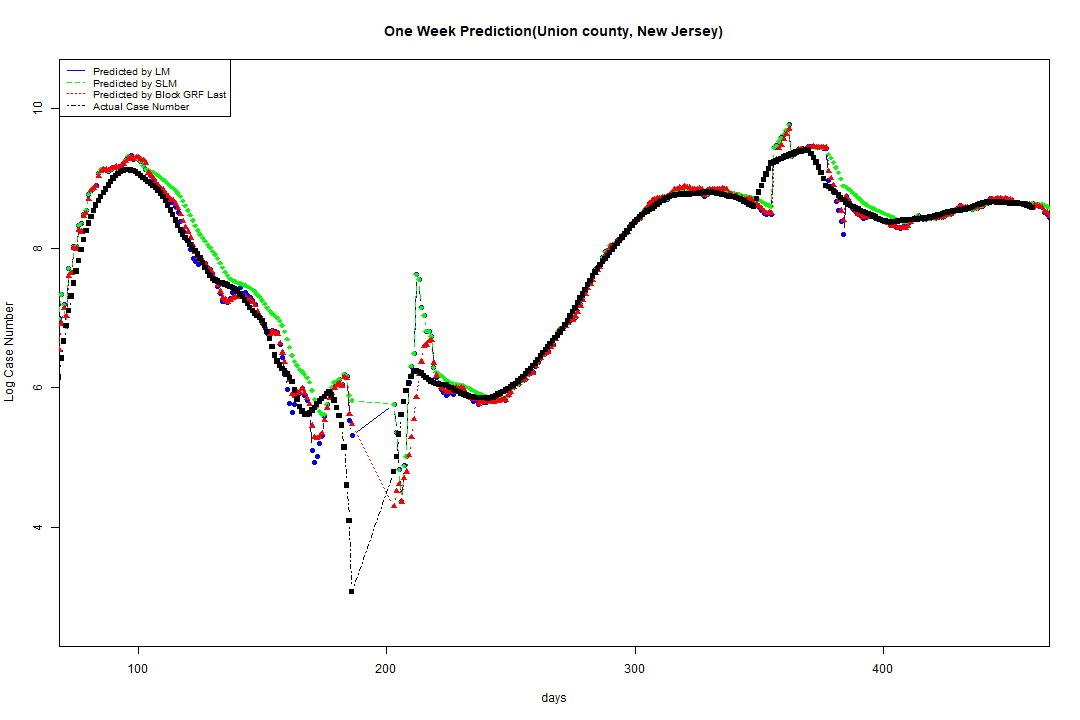 One Week Prediction(Union county, New Jersey)
Predicted by LM
Predicted by SLM
Predicted by Block GRF Last
Actual Case Number
Log Case Number
10
8
6
4
100 200 300 400
days